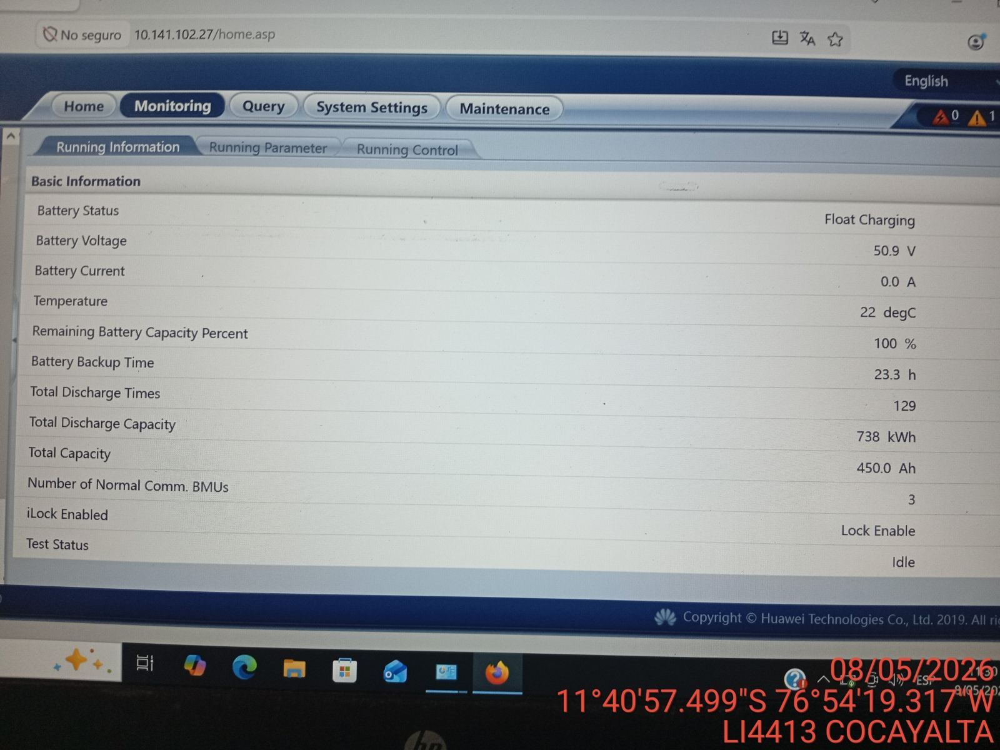 No seguro 10.141.102.27/home.asp
English
Home Monitoring Query System Settings Maintenance
0 1
Running Information Running Parameter Running Control
Basic Information
Battery Status Float Charging
Battery Voltage 50.9 V
Battery Current 0.0 A
Temperature 22 degC
Remaining Battery Capacity Percent 100 %
Battery Backup Time 23.3 h
Total Discharge Times 129
Total Discharge Capacity 738 kWh
Total Capacity 450.0 Ah
Number of Normal Comm. BMUs 3
iLock Enabled Lock Enable
Test Status Idle
Copyright © Huawei Technologies Co., Ltd. 2019. All
08/05/2026
11°40'57.499"S 76°54'19.317"W
LI4413 COCAYALTA
hp